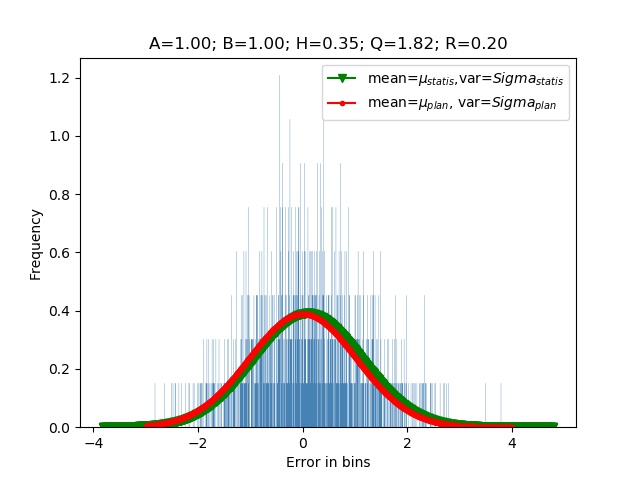 A=1.00; B=1.00; H=0.35; Q=1.82; R=0.20
mean=μstatis,var=Sigmastatis
mean=μplan, var=Sigmaplan
1.2
1.0
0.8
0.6
0.4
0.2
0.0
Frequency
−4 −2 0 2 4
Error in bins